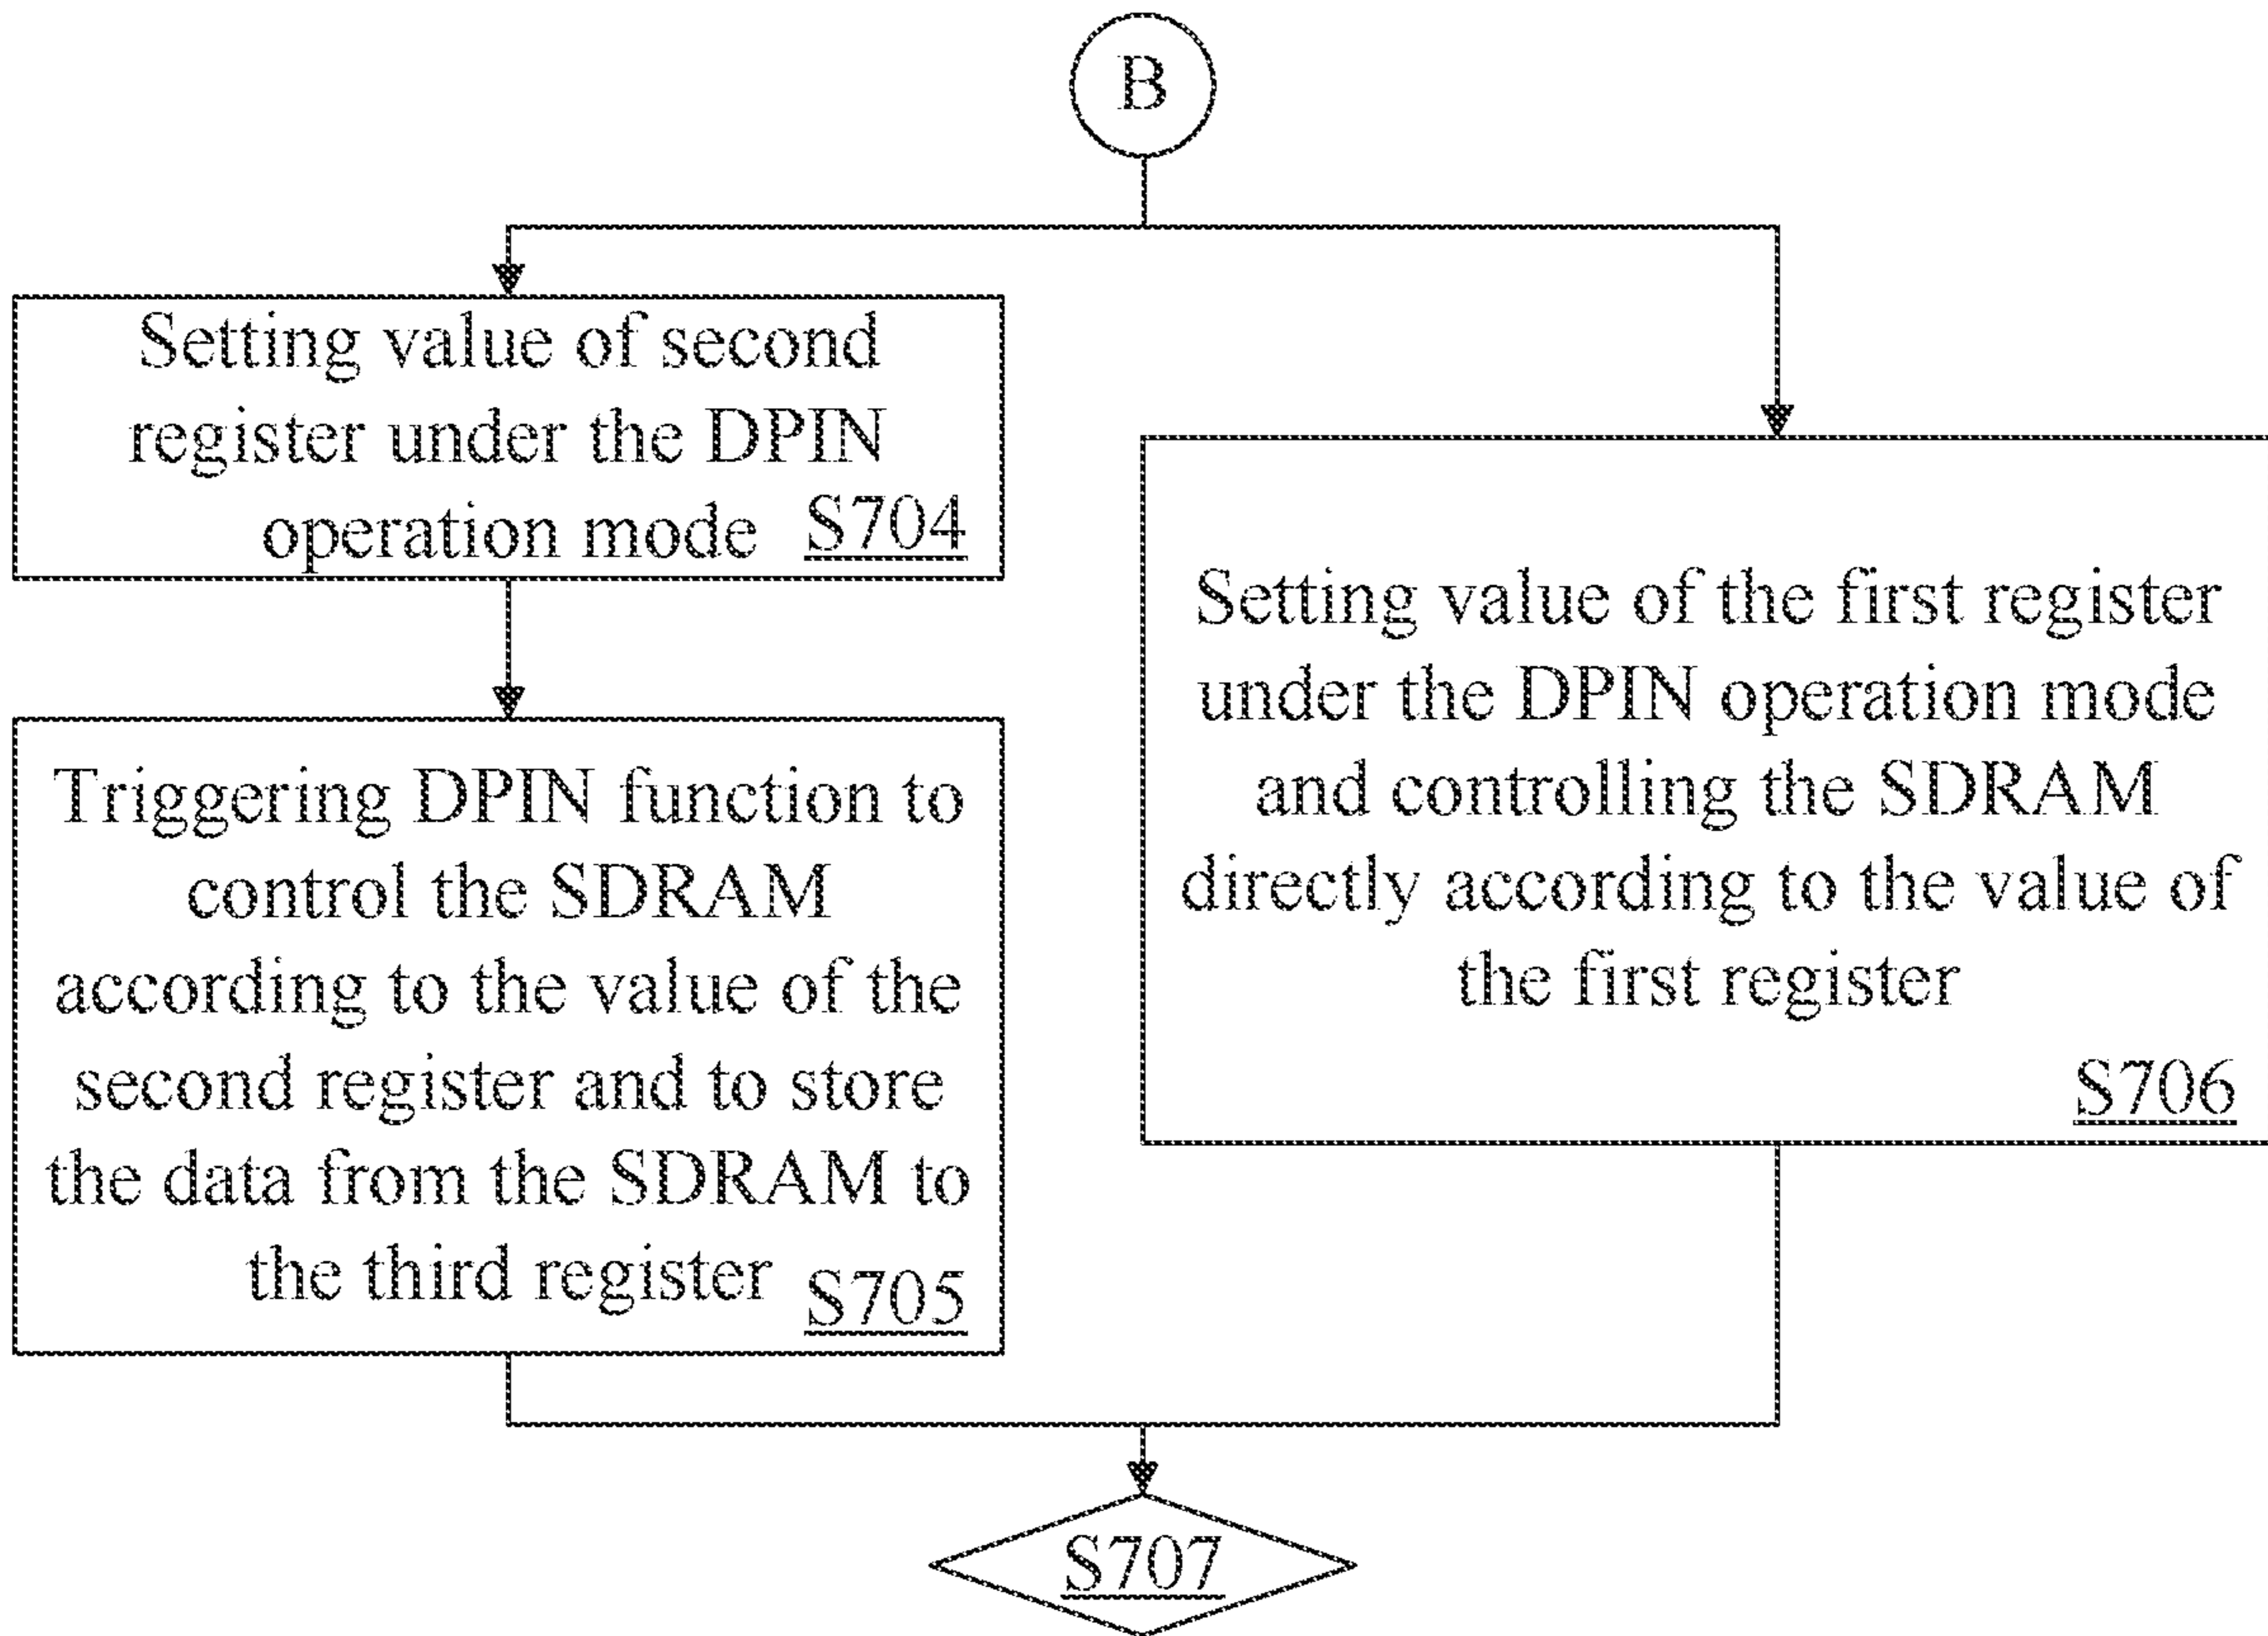 B
Setting value of second
register under the DPIN
operation mode S704
Triggering DPIN function to
control the SDRAM
according to the value of the
second register and to store
the data from the SDRAM to
the third register S705
Setting value of the first register
under the DPIN operation mode
and controlling the SDRAM
directly according to the value of
the first register
S706
S707